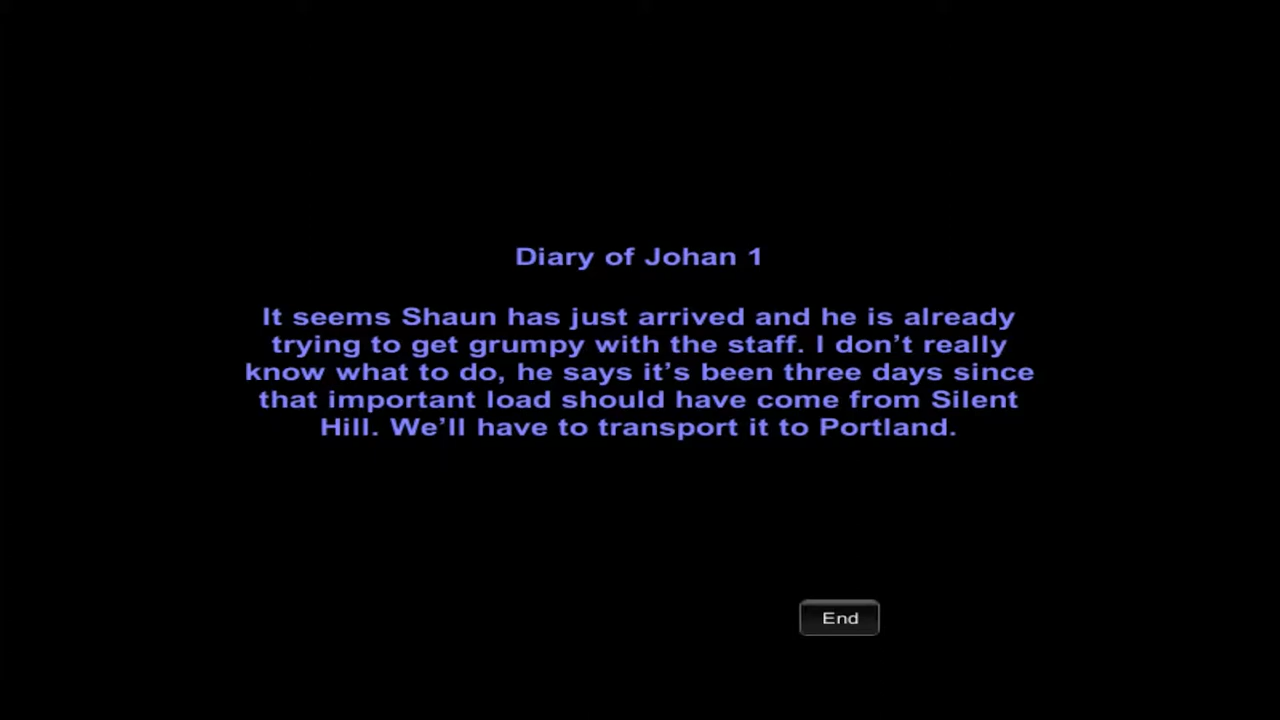 Diary of Johan 1
It seems Shaun has just arrived and he is already
trying to get grumpy with the staff. I don’t really
know what to do, he says it’s been three days since
that important load should have come from Silent
Hill. We’ll have to transport it to Portland.
End